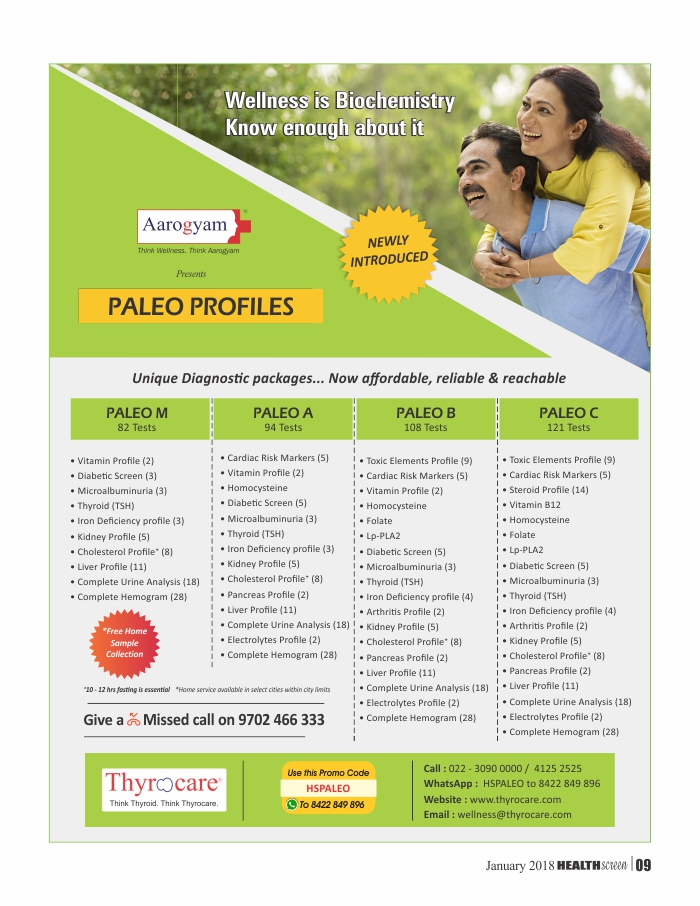 Wellness is Biochemistry
Know enough about it
Aarogyam®
Think Wellness. Think Aarogyam
Presents
PALEO PROFILES
NEWLY
INTRODUCED
Unique Diagnostic packages... Now affordable, reliable & reachable
PALEO M
82 Tests
• Vitamin Profile (2)
• Diabetic Screen (3)
• Microalbuminuria (3)
• Thyroid (TSH)
• Iron Deficiency profile (3)
• Kidney Profile (5)
• Cholesterol Profile⁺ (8)
• Liver Profile (11)
• Complete Urine Analysis (18)
• Complete Hemogram (28)
PALEO A
94 Tests
• Cardiac Risk Markers (5)
• Vitamin Profile (2)
• Homocysteine
• Diabetic Screen (5)
• Microalbuminuria (3)
• Thyroid (TSH)
• Iron Deficiency profile (3)
• Kidney Profile (5)
• Cholesterol Profile⁺ (8)
• Pancreas Profile (2)
• Liver Profile (11)
• Complete Urine Analysis (18)
• Electrolytes Profile (2)
• Complete Hemogram (28)
PALEO B
108 Tests
• Toxic Elements Profile (9)
• Cardiac Risk Markers (5)
• Vitamin Profile (2)
• Homocysteine
• Folate
• Lp-PLA2
• Diabetic Screen (5)
• Microalbuminuria (3)
• Thyroid (TSH)
• Iron Deficiency profile (4)
• Arthritis Profile (2)
• Kidney Profile (5)
• Cholesterol Profile⁺ (8)
• Pancreas Profile (2)
• Liver Profile (11)
• Complete Urine Analysis (18)
• Electrolytes Profile (2)
• Complete Hemogram (28)
PALEO C
121 Tests
• Toxic Elements Profile (9)
• Cardiac Risk Markers (5)
• Steroid Profile (14)
• Vitamin B12
• Homocysteine
• Folate
• Lp-PLA2
• Diabetic Screen (5)
• Microalbuminuria (3)
• Thyroid (TSH)
• Iron Deficiency profile (4)
• Arthritis Profile (2)
• Kidney Profile (5)
• Cholesterol Profile⁺ (8)
• Pancreas Profile (2)
• Liver Profile (11)
• Complete Urine Analysis (18)
• Electrolytes Profile (2)
• Complete Hemogram (28)
*Free Home
Sample
Collection
⁺10 - 12 hrs fasting is essential *Home service available in select cities within city limits
Give a Missed call on 9702 466 333
Thyrocare®
Think Thyroid. Think Thyrocare.
Use this Promo Code
HSPALEO
To 8422 849 896
Call : 022 - 3090 0000 / 4125 2525
WhatsApp : HSPALEO to 8422 849 896
Website : www.thyrocare.com
Email : wellness@thyrocare.com
January 2018 HEALTHscreen | 09